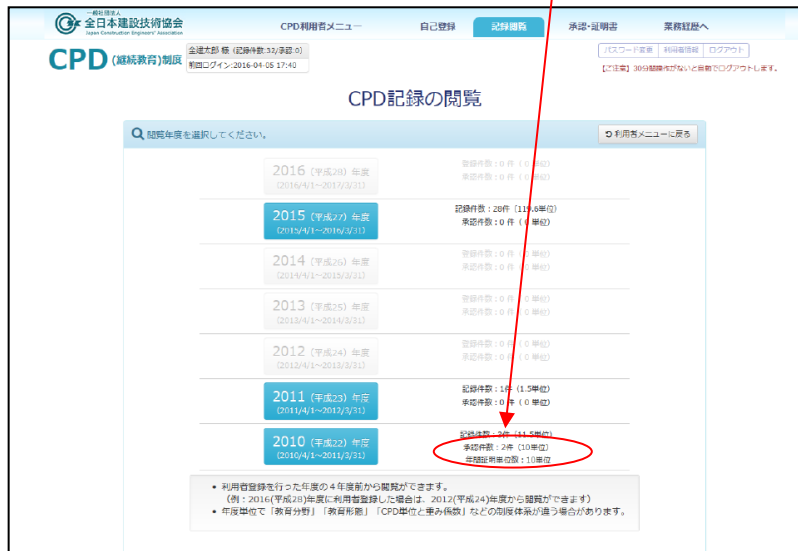 一般社団法人
全日本建設技術協会
Japan Construction Engineers' Association
CPD利用者メニュー
自己登録
記録閲覧
承認・証明書
業務経歴へ
CPD (継続教育)制度
全建太郎 様 (記録件数:32/承認:0)
前回ログイン:2016-04-05 17:40
パスワード変更
利用者情報
ログアウト
【ご注意】30分間操作がないと自動でログアウトします。
CPD記録の閲覧
閲覧年度を選択してください。
利用者メニューに戻る
2016 (平成28) 年度
(2016/4/1～2017/3/31)
登録件数：0 件 ( 0 単位)
承認件数：0 件 ( 0 単位)
2015 (平成27) 年度
(2015/4/1～2016/3/31)
記録件数：28件 (119.6単位)
承認件数：0 件 ( 0 単位)
2014 (平成26) 年度
(2014/4/1～2015/3/31)
登録件数：0 件 ( 0 単位)
承認件数：0 件 ( 0 単位)
2013 (平成25) 年度
(2013/4/1～2014/3/31)
登録件数：0 件 ( 0 単位)
承認件数：0 件 ( 0 単位)
2012 (平成24) 年度
(2012/4/1～2013/3/31)
登録件数：0 件 ( 0 単位)
承認件数：0 件 ( 0 単位)
2011 (平成23) 年度
(2011/4/1～2012/3/31)
記録件数：1件 (1.5単位)
承認件数：0 件 ( 0 単位)
2010 (平成22) 年度
(2010/4/1～2011/3/31)
記録件数：3件 (11.5単位)
承認件数：2件 (10単位)
年間証明単位数：10単位
• 利用者登録を行った年度の４年度前から閲覧ができます。
（例：2016(平成28)年度に利用者登録した場合は、2012(平成24)年度から閲覧ができます）
• 年度単位で「教育分野」「教育形態」「CPD単位と重み係数」などの制度体系が違う場合があります。